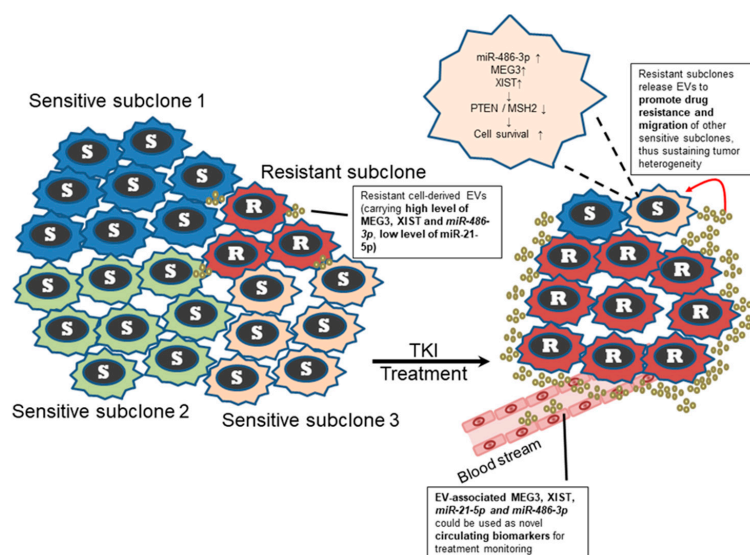 miR-486-3p ↑
MEG3↑
XIST↑
↓
PTEN / MSH2 ↓
↓
Cell survival ↑
Resistant subclones
release EVs to
promote drug
resistance and
migration of other
sensitive subclones,
thus sustaining tumor
heterogeneity
Sensitive subclone 1
S
S
S
S
S
S
S
S
S
S
Resistant subclone
R
R
R
Resistant cell-derived EVs
(carrying high level of
MEG3, XIST and miR-486-
3p, low level of miR-21-
5p)
S
S
S
S
S
S
S
S
Sensitive subclone 2
S
S
S
S
S
S
Sensitive subclone 3
TKI
Treatment
S
S
R
R
R
R
R
R
R
R
R
Blood stream
EV-associated MEG3, XIST,
miR-21-5p and miR-486-3p
could be used as novel
circulating biomarkers for
treatment monitoring